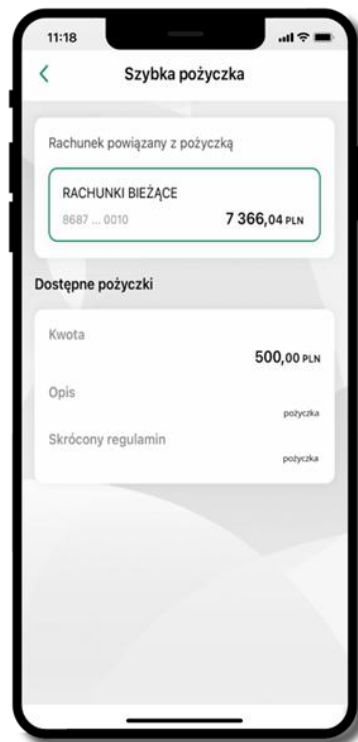 11:18
Szybka pożyczka
Rachunek powiązany z pożyczką
RACHUNKI BIEŻĄCE
8687 ... 0010 7 366,04 PLN
Dostępne pożyczki
Kwota
500,00 PLN
Opis
pożyczka
Skrócony regulamin
pożyczka